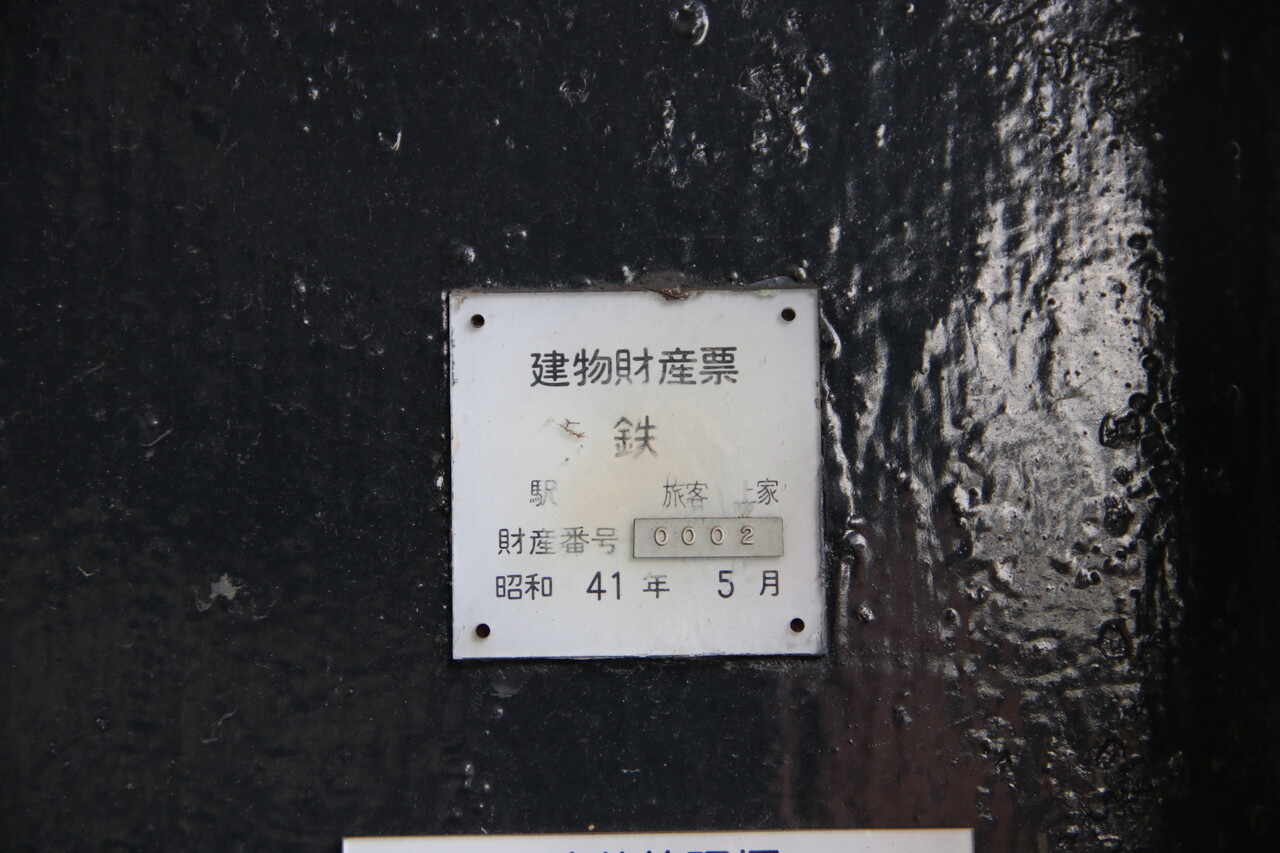 建物財産票
鉄
駅 旅客 上家
財産番号 0002
昭和 41 年 5 月